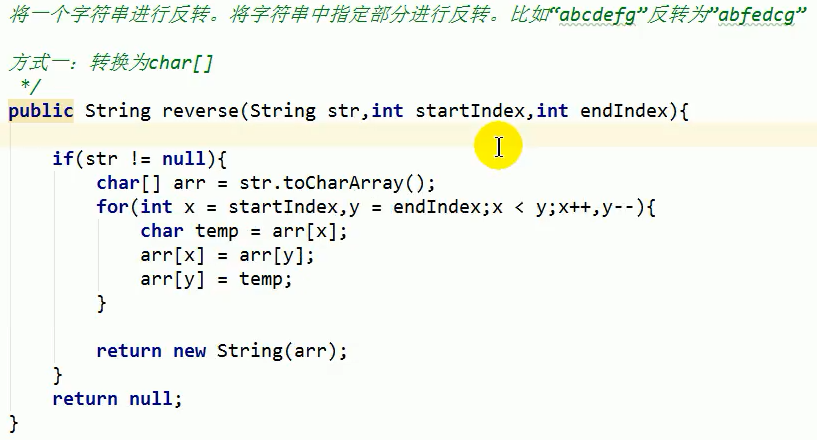 将一个字符串进行反转。将字符串中指定部分进行反转。比如“abcdefg”反转为”abfedcg”
方式一：转换为char[]
*/
public String reverse(String str,int startIndex,int endIndex){
if(str != null){
char[] arr = str.toCharArray();
for(int x = startIndex,y = endIndex;x < y;x++,y--){
char temp = arr[x];
arr[x] = arr[y];
arr[y] = temp;
}
return new String(arr);
}
return null;
}